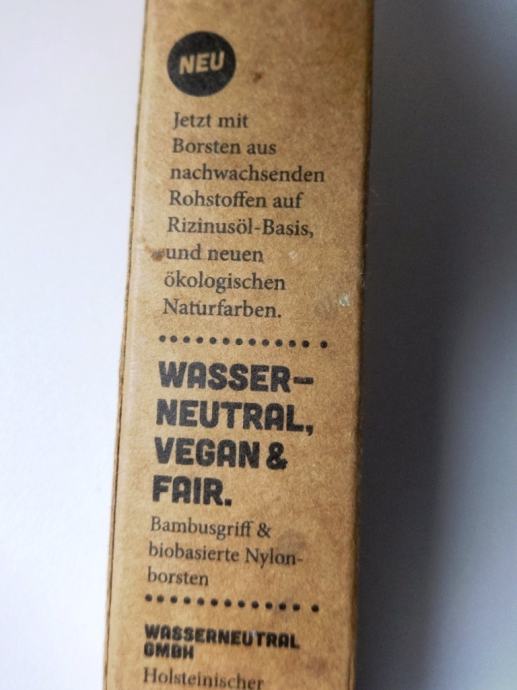 NEU
Jetzt mit
Borsten aus
nachwachsenden
Rohstoffen auf
Rizinusöl-Basis,
und neuen
ökologischen
Naturfarben.
WASSER-
NEUTRAL,
VEGAN &
FAIR.
Bambusgriff &
biobasierte Nylon-
borsten
WASSERNEUTRAL
GMBH
Holsteinischer